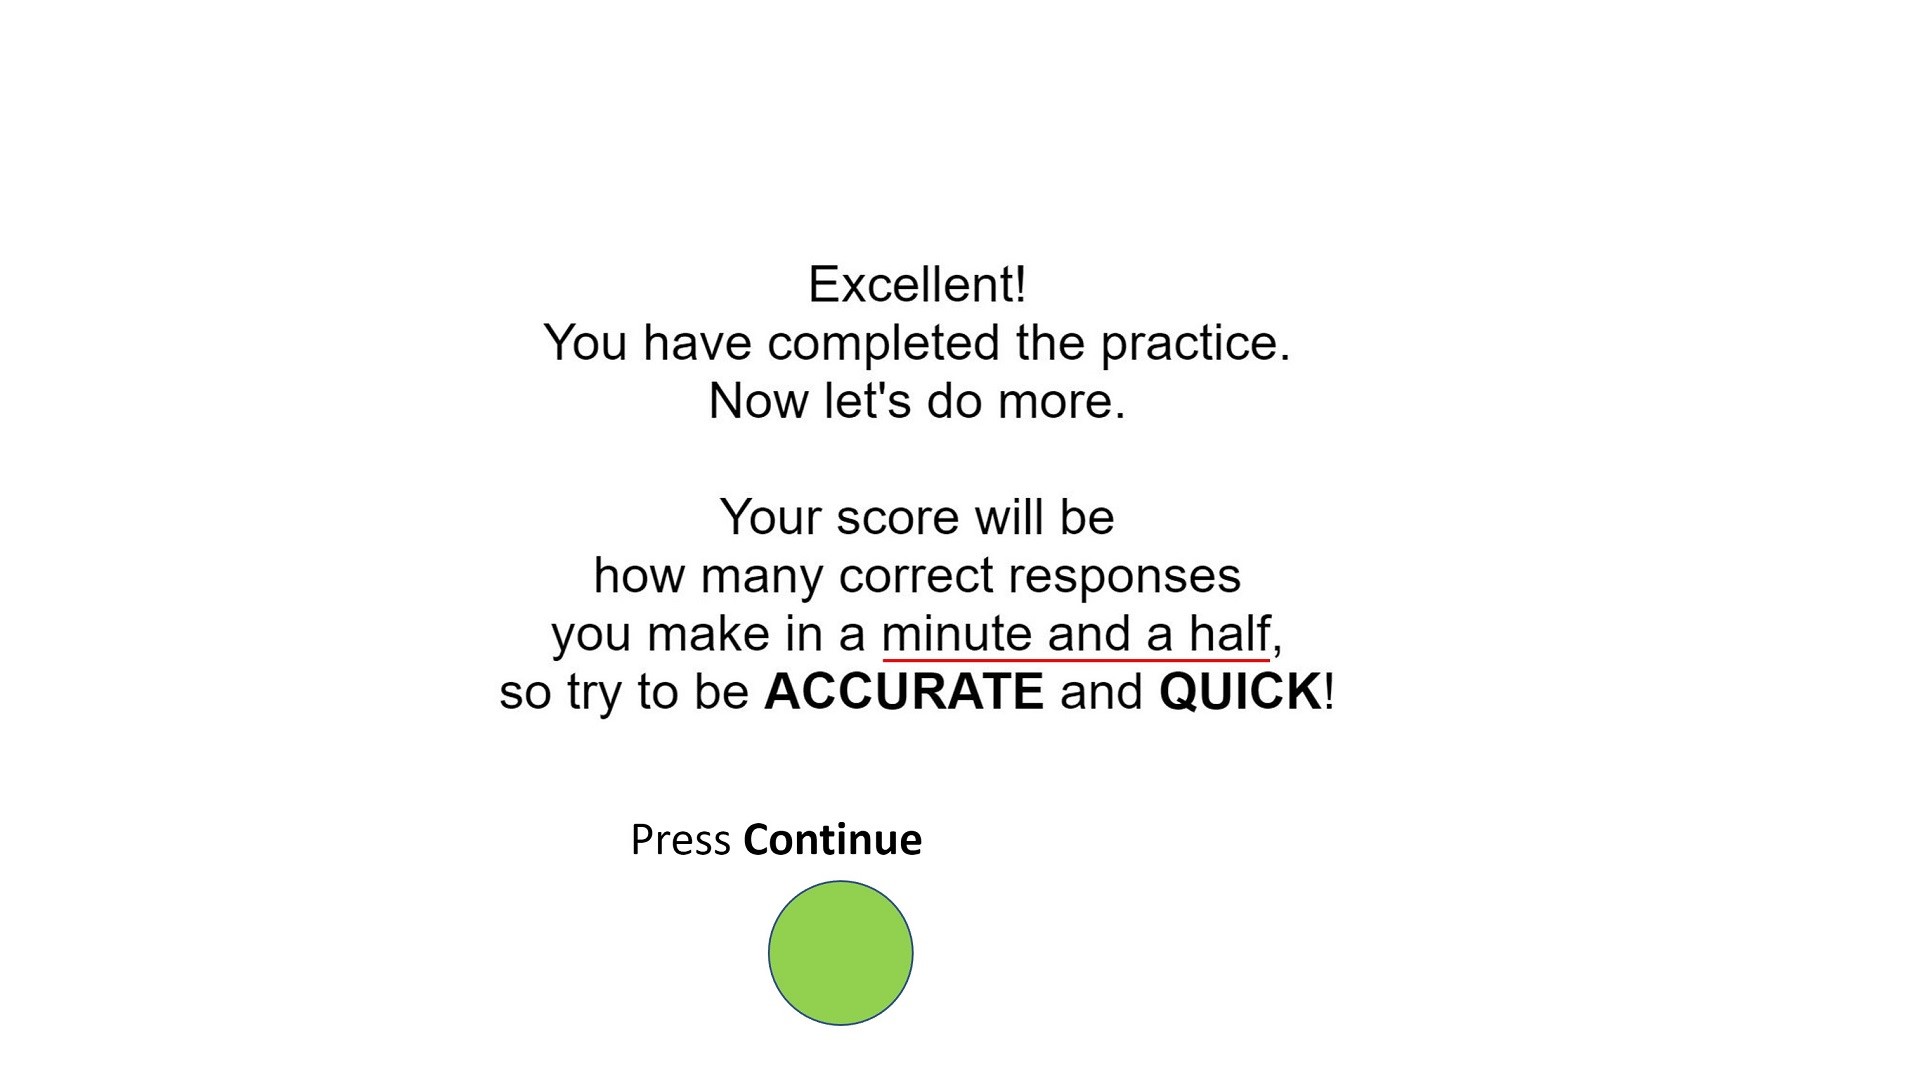 Excellent!
You have completed the practice.
Now let's do more.
Your score will be
how many correct responses
you make in a minute and a half,
so try to be ACCURATE and QUICK!
Press Continue